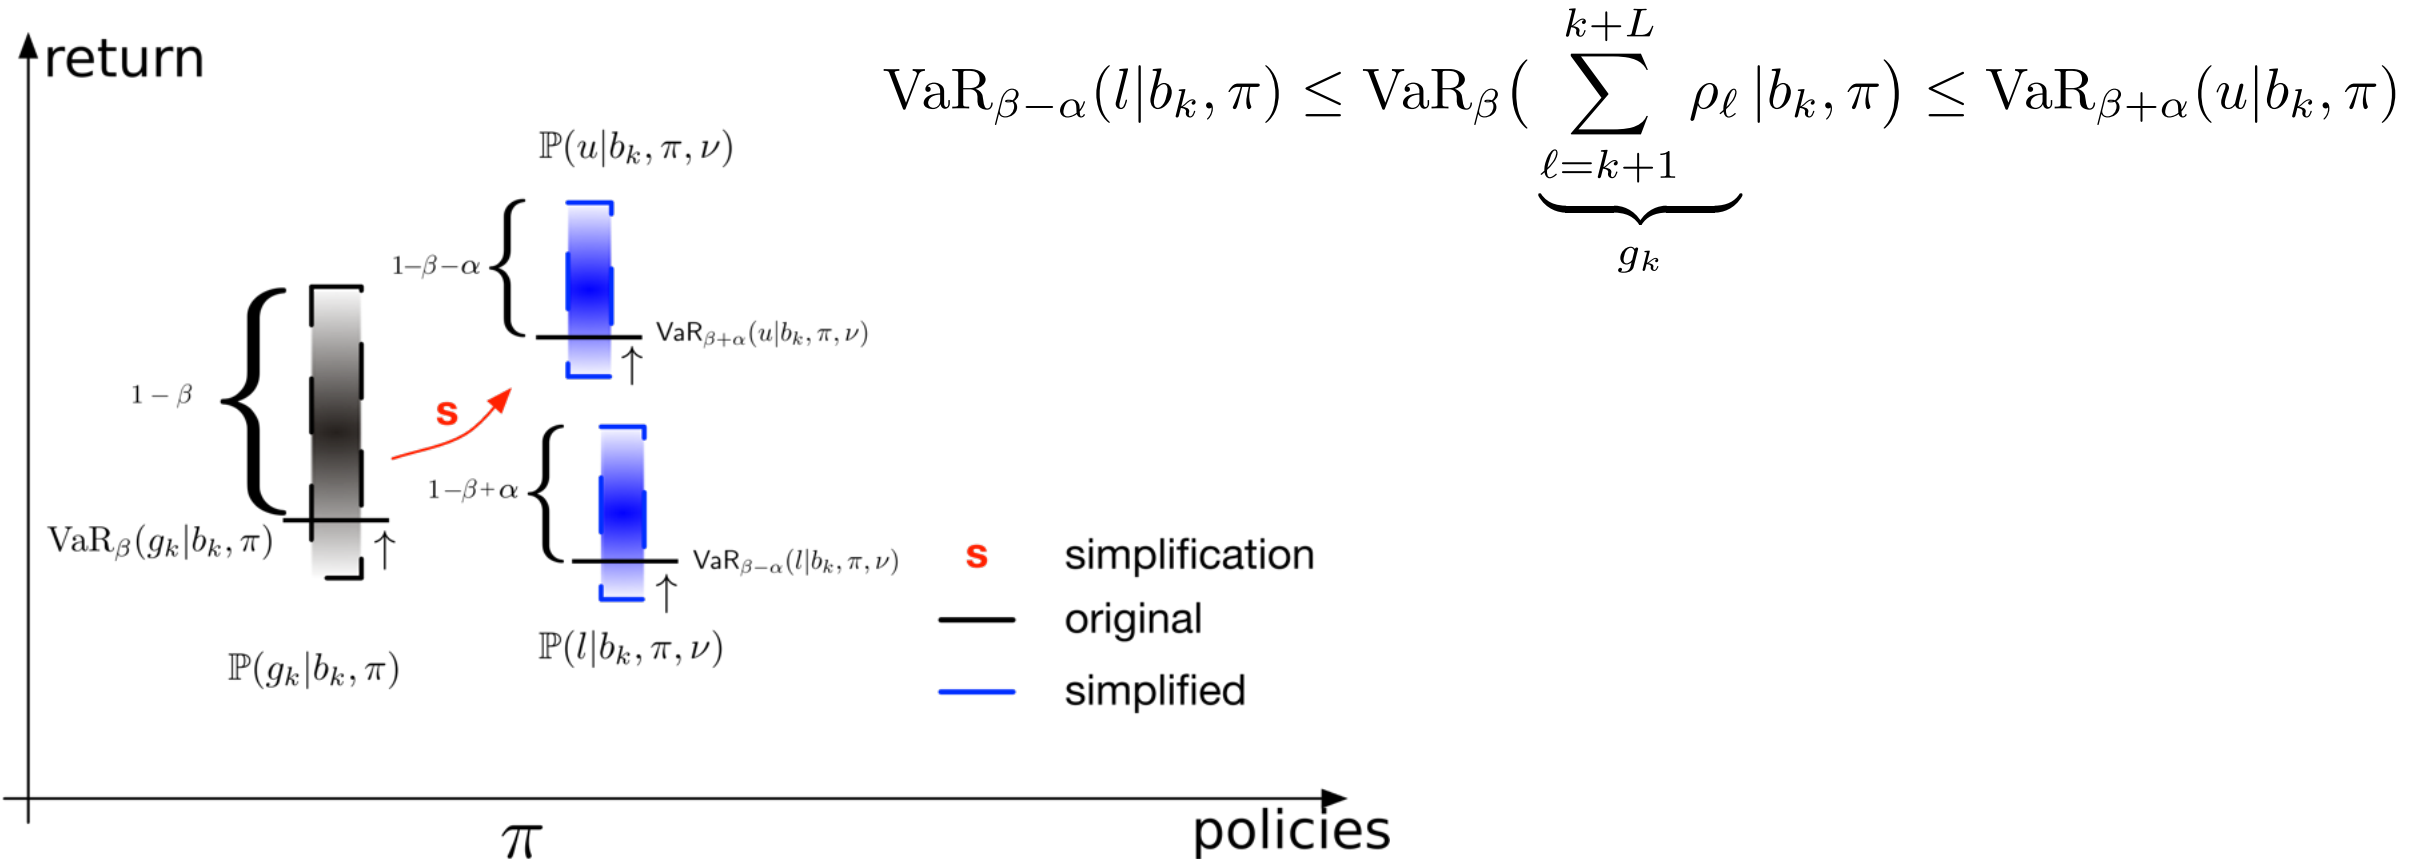 return
VaR_{β−α}(l|b_k, π) ≤ VaR_β( \sum_{ℓ=k+1}^{k+L} ρ_ℓ |b_k, π) ≤ VaR_{β+α}(u|b_k, π)
g_k
ℙ(u|b_k, π, ν)
1−β−α
VaR_{β+α}(u|b_k, π, ν)
1 − β
s
1−β+α
VaR_β(g_k|b_k, π)
VaR_{β−α}(l|b_k, π, ν)
s simplification
original
ℙ(l|b_k, π, ν)
ℙ(g_k|b_k, π)
simplified
π
policies